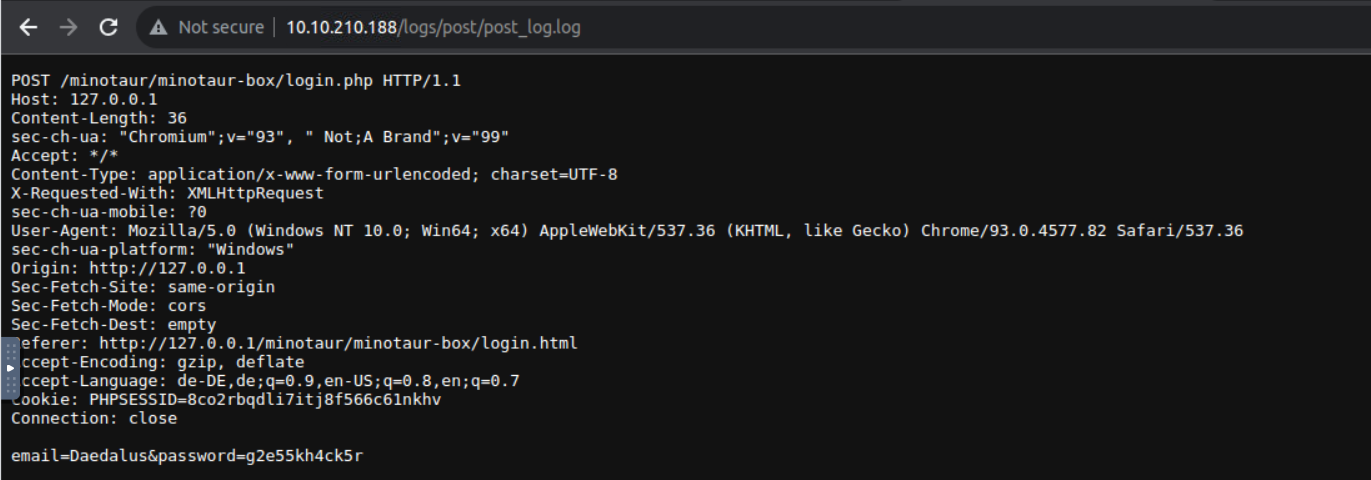 Not secure | 10.10.210.188/logs/post/post_log.log
POST /minotaur/minotaur-box/login.php HTTP/1.1
Host: 127.0.0.1
Content-Length: 36
sec-ch-ua: "Chromium";v="93", " Not;A Brand";v="99"
Accept: */*
Content-Type: application/x-www-form-urlencoded; charset=UTF-8
X-Requested-With: XMLHttpRequest
sec-ch-ua-mobile: ?0
User-Agent: Mozilla/5.0 (Windows NT 10.0; Win64; x64) AppleWebKit/537.36 (KHTML, like Gecko) Chrome/93.0.4577.82 Safari/537.36
sec-ch-ua-platform: "Windows"
Origin: http://127.0.0.1
Sec-Fetch-Site: same-origin
Sec-Fetch-Mode: cors
Sec-Fetch-Dest: empty
eferer: http://127.0.0.1/minotaur/minotaur-box/login.html
ccept-Encoding: gzip, deflate
ccept-Language: de-DE,de;q=0.9,en-US;q=0.8,en;q=0.7
Cookie: PHPSESSID=8co2rbqdli7itj8f566c61nkhv
Connection: close
email=Daedalus&password=g2e55kh4ck5r